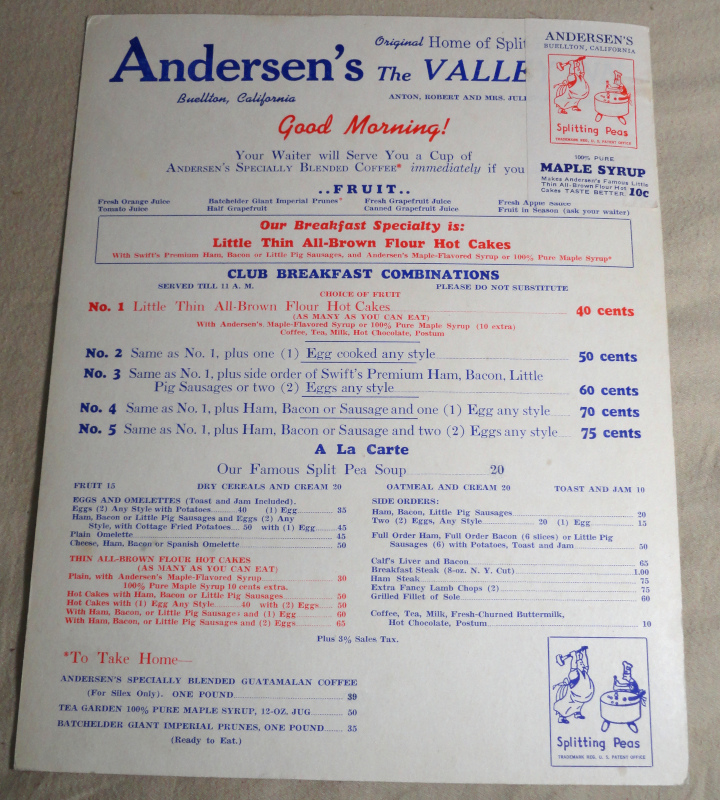 Original Home of Split
Andersen's The VALLE
Buellton, California
ANTON, ROBERT AND MRS. JULI
ANDERSEN'S
BUELLTON, CALIFORNIA
Splitting Peas
TRADEMARK REG. U. S. PATENT OFFICE
100% PURE
MAPLE SYRUP
Makes Andersen's Famous Little
Thin All-Brown Flour Hot
Cakes TASTE BETTER. 10c
Good Morning!
Your Waiter will Serve You a Cup of
ANDERSEN'S SPECIALLY BLENDED COFFEE* immediately if you
..FRUIT..
Fresh Orange Juice Batchelder Giant Imperial Prunes* Fresh Grapefruit Juice Fresh Apple Sauce
Tomato Juice Half Grapefruit Canned Grapefruit Juice Fruit in Season (ask your waiter)
Our Breakfast Specialty is:
Little Thin All-Brown Flour Hot Cakes
With Swift's Premium Ham, Bacon or Little Pig Sausages, and Andersen's Maple-Flavored Syrup or 100% Pure Maple Syrup*
CLUB BREAKFAST COMBINATIONS
SERVED TILL 11 A. M. PLEASE DO NOT SUBSTITUTE
CHOICE OF FRUIT
No. 1 Little Thin All-Brown Flour Hot Cakes 40 cents
(AS MANY AS YOU CAN EAT)
With Andersen's Maple-Flavored Syrup or 100% Pure Maple Syrup (10 extra)
Coffee, Tea, Milk, Hot Chocolate, Postum
No. 2 Same as No. 1, plus one (1) Egg cooked any style 50 cents
No. 3 Same as No. 1, plus side order of Swift's Premium Ham, Bacon, Little
Pig Sausages or two (2) Eggs any style 60 cents
No. 4 Same as No. 1, plus Ham, Bacon or Sausage and one (1) Egg any style 70 cents
No. 5 Same as No. 1, plus Ham, Bacon or Sausage and two (2) Eggs any style 75 cents
A La Carte
Our Famous Split Pea Soup 20
FRUIT 15 DRY CEREALS AND CREAM 20 OATMEAL AND CREAM 20 TOAST AND JAM 10
EGGS AND OMELETTES (Toast and Jam Included).
Eggs (2) Any Style with Potatoes 40 (1) Egg 35
Ham, Bacon or Little Pig Sausages and Eggs (2) Any
Style, with Cottage Fried Potatoes 50 with (1) Egg 45
Plain Omelette 45
Cheese, Ham, Bacon or Spanish Omelette 50
THIN ALL-BROWN FLOUR HOT CAKES
(AS MANY AS YOU CAN EAT)
Plain, with Andersen's Maple-Flavored Syrup 30
100% Pure Maple Syrup 10 cents extra.
Hot Cakes with Ham, Bacon or Little Pig Sausages 50
Hot Cakes with (1) Egg Any Style 40 with (2) Eggs 50
With Ham, Bacon, or Little Pig Sausages and (1) Egg 60
With Ham, Bacon, or Little Pig Sausages and (2) Eggs 65
SIDE ORDERS:
Ham, Bacon, Little Pig Sausages 20
Two (2) Eggs, Any Style 20 (1) Egg 15
Full Order Ham, Full Order Bacon (6 slices) or Little Pig
Sausages (6) with Potatoes, Toast and Jam 50
Calf's Liver and Bacon 65
Breakfast Steak (8-oz. N. Y. Cut) 1.00
Ham Steak 75
Extra Fancy Lamb Chops (2) 75
Grilled Fillet of Sole 60
Coffee, Tea, Milk, Fresh-Churned Buttermilk,
Hot Chocolate, Postum 10
Plus 3% Sales Tax.
*To Take Home—
ANDERSEN'S SPECIALLY BLENDED GUATAMALAN COFFEE
(For Silex Only). ONE POUND 39
TEA GARDEN 100% PURE MAPLE SYRUP, 12-OZ. JUG 50
BATCHELDER GIANT IMPERIAL PRUNES, ONE POUND 35
(Ready to Eat.)
Splitting Peas
TRADEMARK REG. U. S. PATENT OFFICE